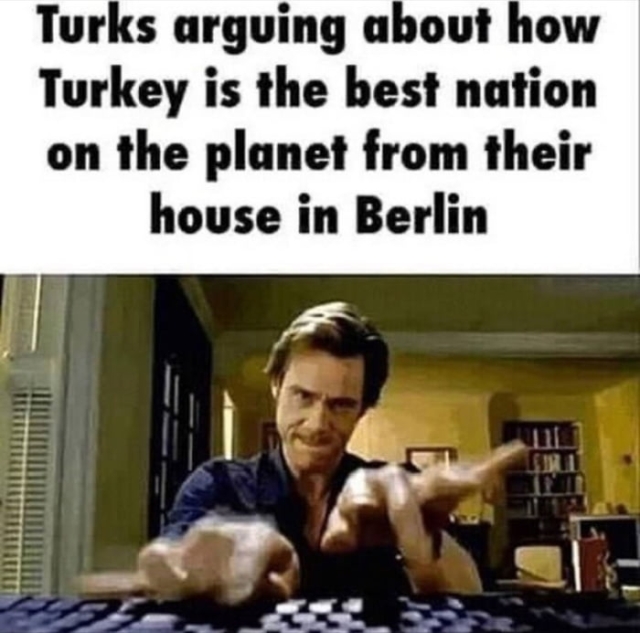 Turks arguing about how
Turkey is the best nation
on the planet from their
house in Berlin